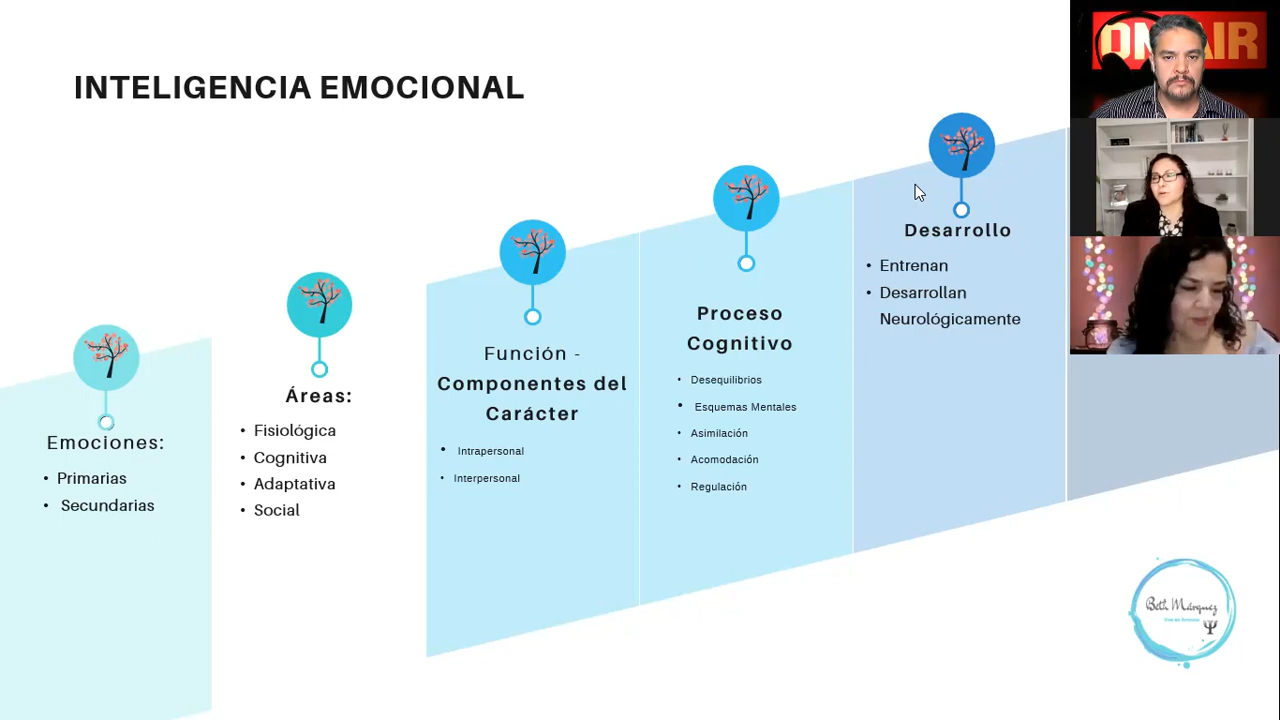 INTELIGENCIA EMOCIONAL
Emociones:
• Primarias
• Secundarias
Áreas:
• Fisiológica
• Cognitiva
• Adaptativa
• Social
Función -
Componentes del
Carácter
• Intrapersonal
• Interpersonal
Proceso
Cognitivo
• Desequilibrios
• Esquemas Mentales
• Asimilación
• Acomodación
• Regulación
Desarrollo
• Entrenan
• Desarrollan
Neurológicamente
ON AIR
Beth Márquez